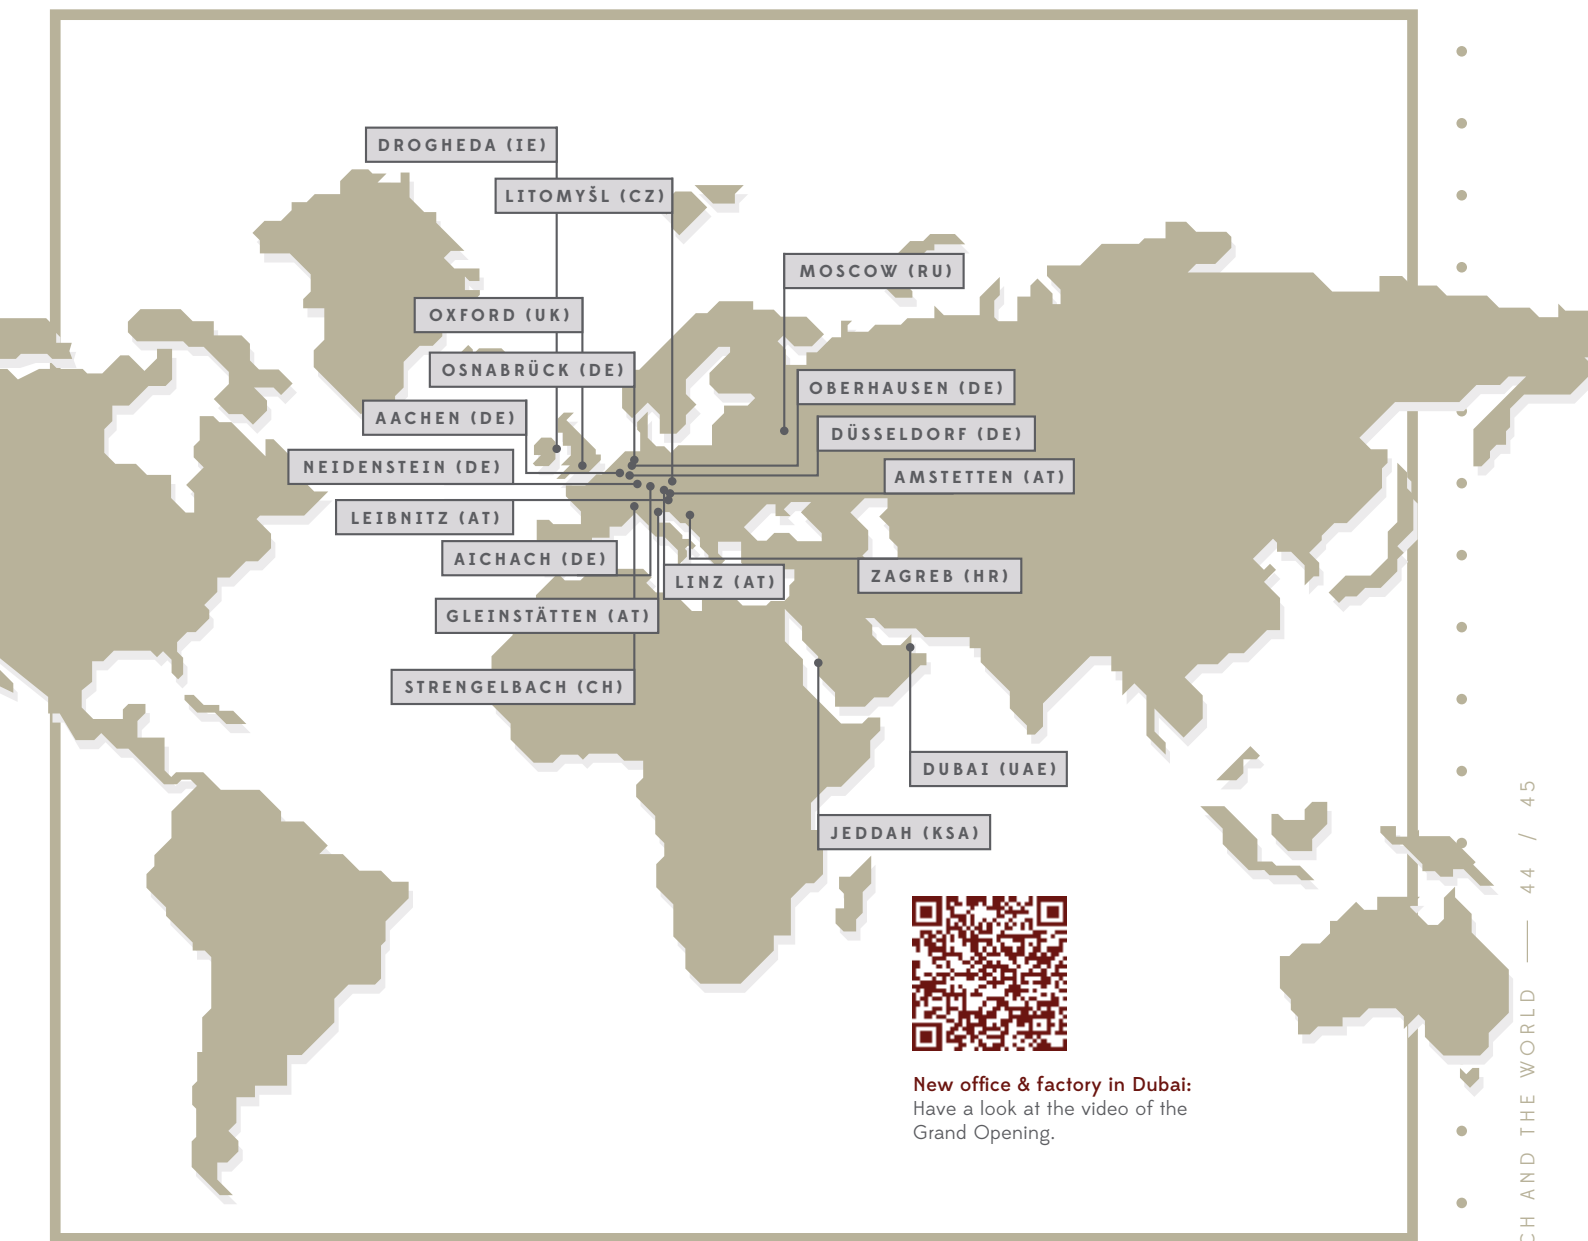 DROGHEDA (IE)
LITOMYŠL (CZ)
MOSCOW (RU)
OXFORD (UK)
OSNABRÜCK (DE)
OBERHAUSEN (DE)
AACHEN (DE)
DÜSSELDORF (DE)
NEIDENSTEIN (DE)
AMSTETTEN (AT)
LEIBNITZ (AT)
AICHACH (DE)
LINZ (AT)
ZAGREB (HR)
GLEINSTÄTTEN (AT)
STRENGELBACH (CH)
DUBAI (UAE)
JEDDAH (KSA)
New office & factory in Dubai:
Have a look at the video of the
Grand Opening.
CH AND THE WORLD — 44 / 45